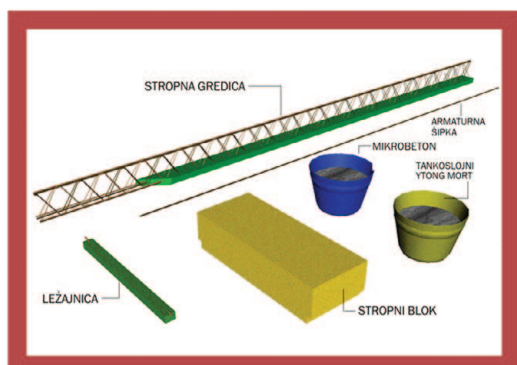 STROPNA GREDICA
ARMATURNA
ŠIPKA
MIKROBETON
TANKOSLOJNI
YTONG MORT
LEŽAJNICA
STROPNI BLOK